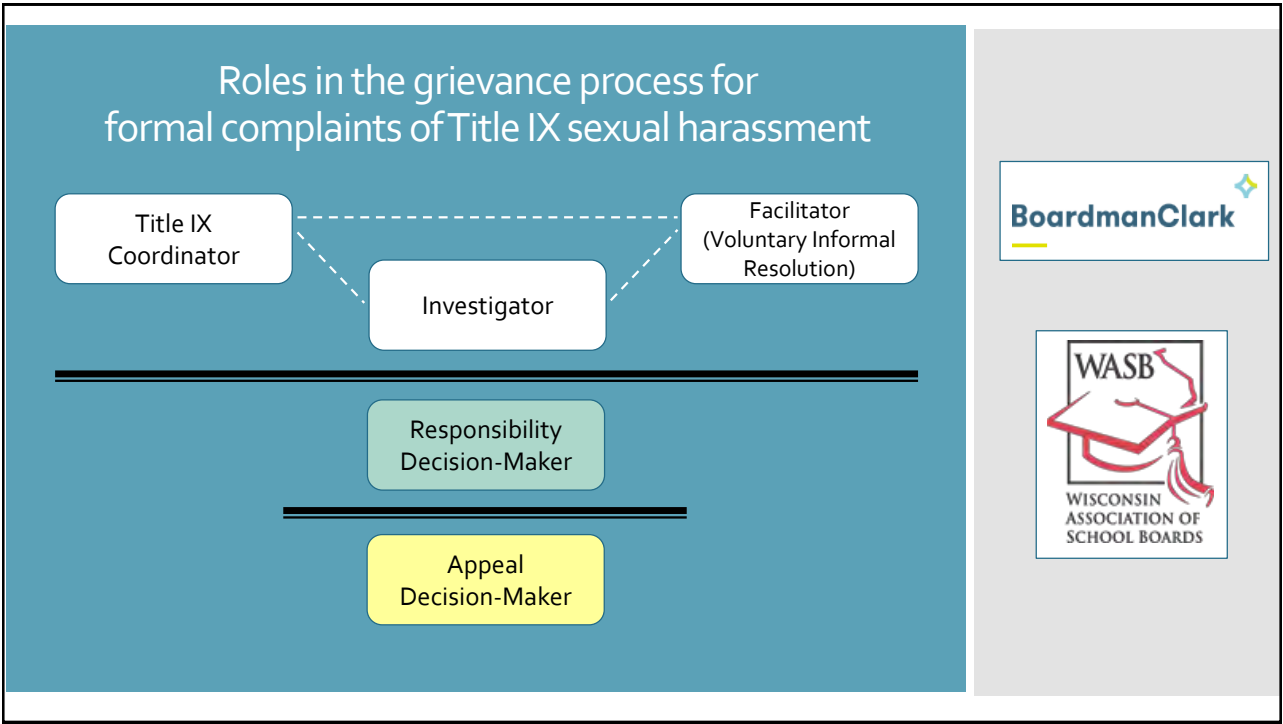 Roles in the grievance process for
formal complaints of Title IX sexual harassment
Title IX
Coordinator
Facilitator
(Voluntary Informal
Resolution)
Investigator
Responsibility
Decision-Maker
Appeal
Decision-Maker
BoardmanClark
WASB
WISCONSIN
ASSOCIATION OF
SCHOOL BOARDS